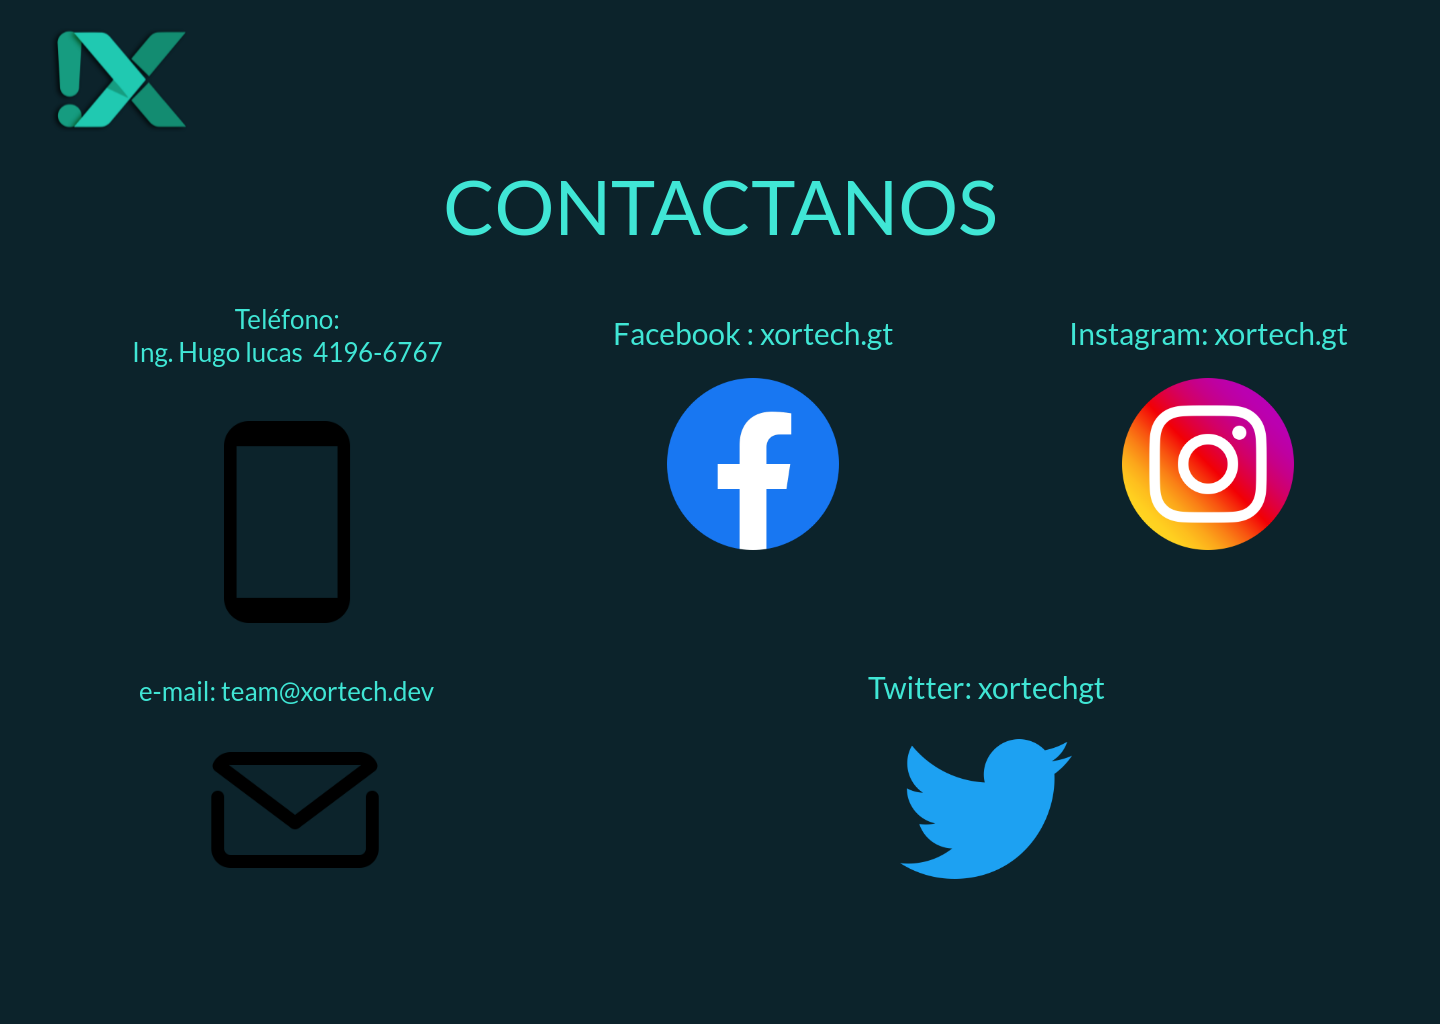 !X
CONTACTANOS
Teléfono:
Ing. Hugo lucas  4196-6767
Facebook : xortech.gt
Instagram: xortech.gt
e-mail: team@xortech.dev
Twitter: xortechgt